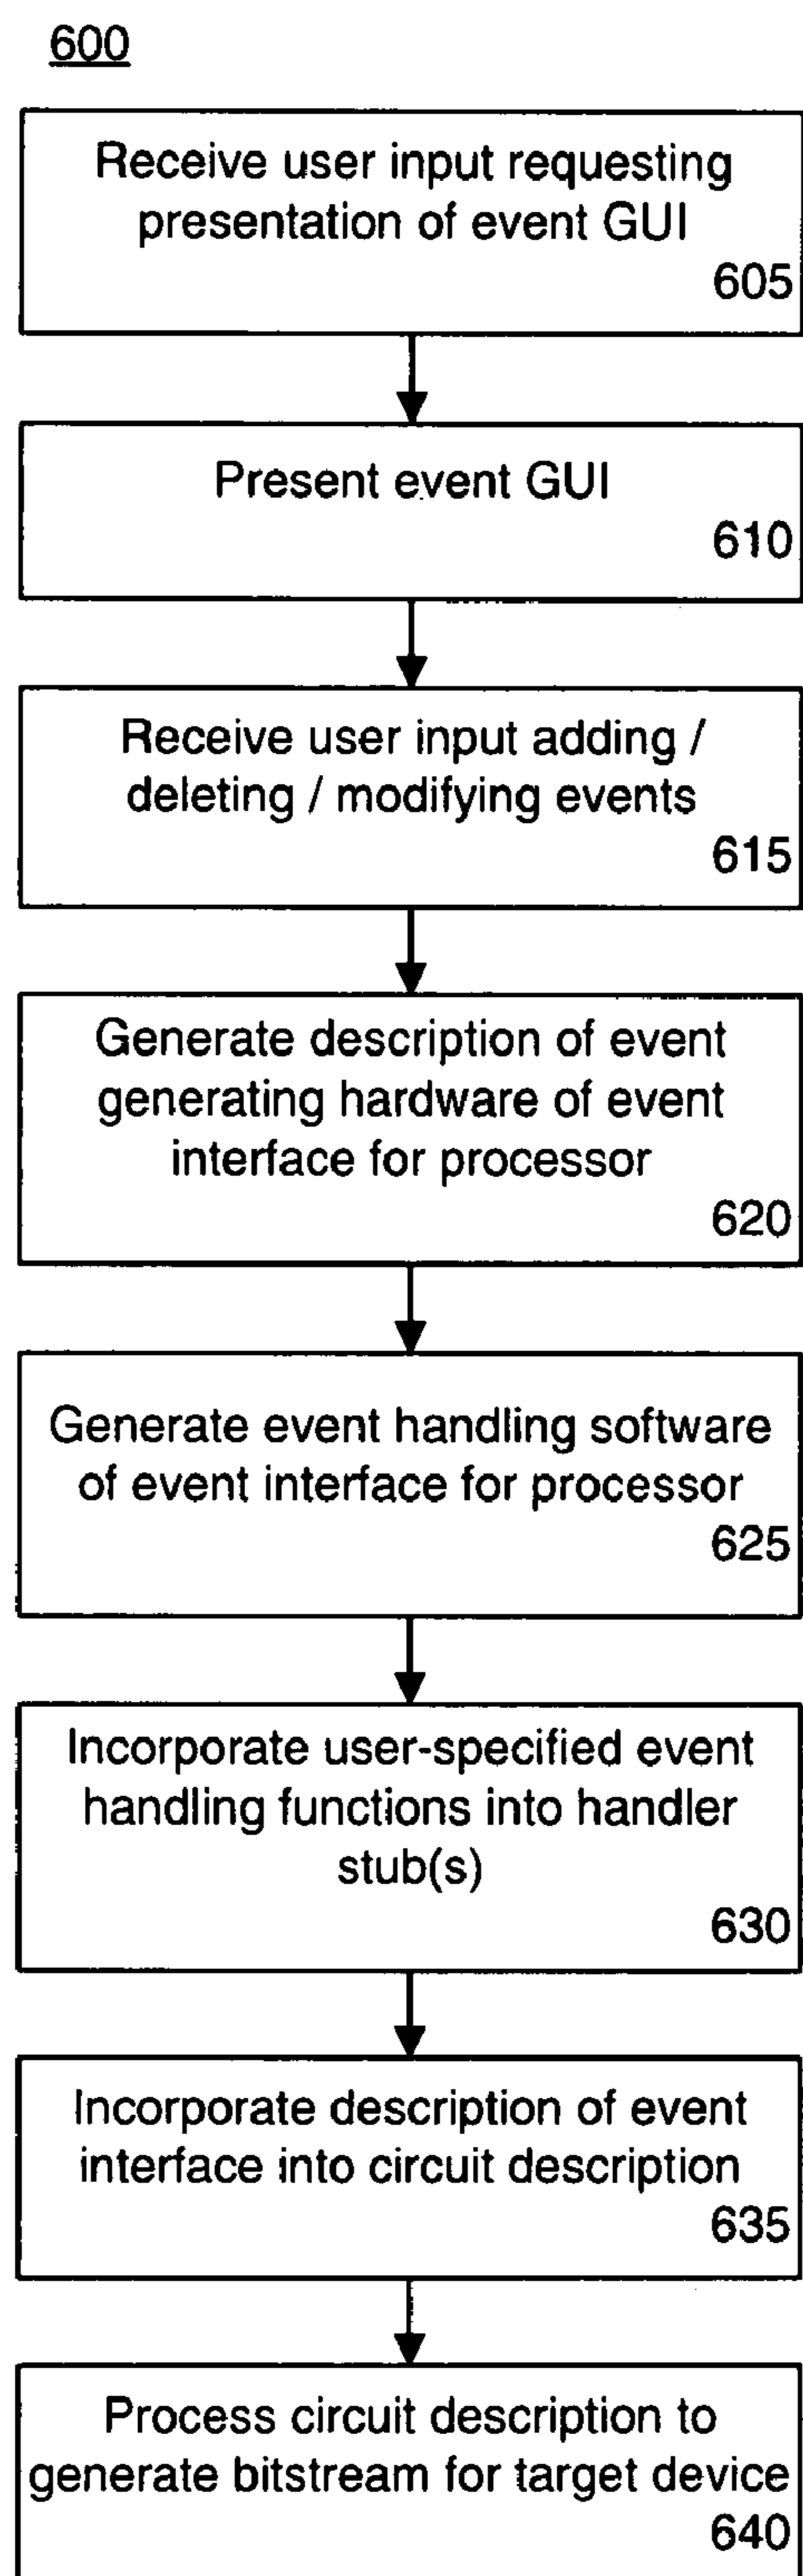 600
Receive user input requesting
presentation of event GUI
605
Present event GUI
610
Receive user input adding /
deleting / modifying events
615
Generate description of event
generating hardware of event
interface for processor
620
Generate event handling software
of event interface for processor
625
Incorporate user-specified event
handling functions into handler
stub(s)
630
Incorporate description of event
interface into circuit description
635
Process circuit description to
generate bitstream for target device
640